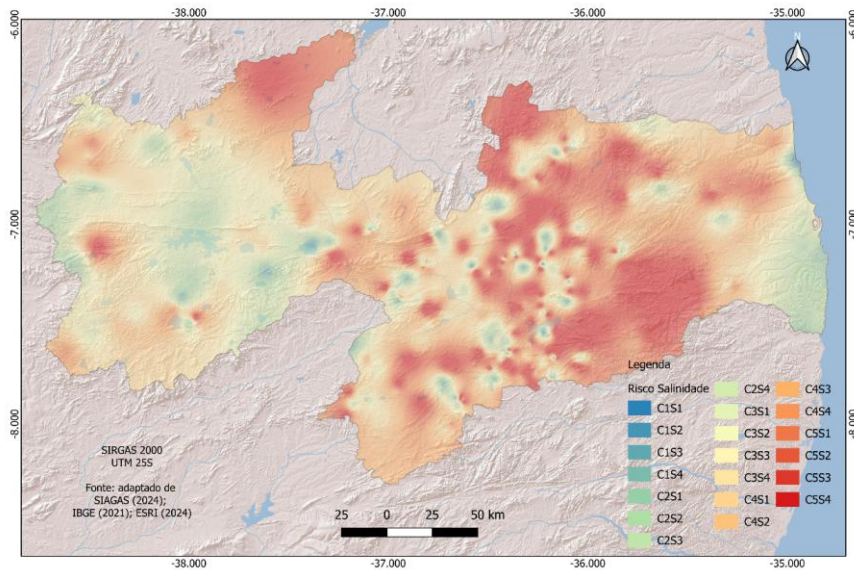 -38.000
-37.000
-36.000
-35.000
-6.000
-6.000
-7.000
-7.000
-8.000
-8.000
Legenda
Risco Salinidade
C1S1
C1S2
C1S3
C1S4
C2S1
C2S2
C2S3
C2S4
C3S1
C3S2
C3S3
C3S4
C4S1
C4S2
C4S3
C4S4
C5S1
C5S2
C5S3
C5S4
SIRGAS 2000
UTM 25S
Fonte: adaptado de
SIAGAS (2024);
IBGE (2021); ESRI (2024)
25 0 25 50 km
-38.000
-37.000
-36.000
-35.000